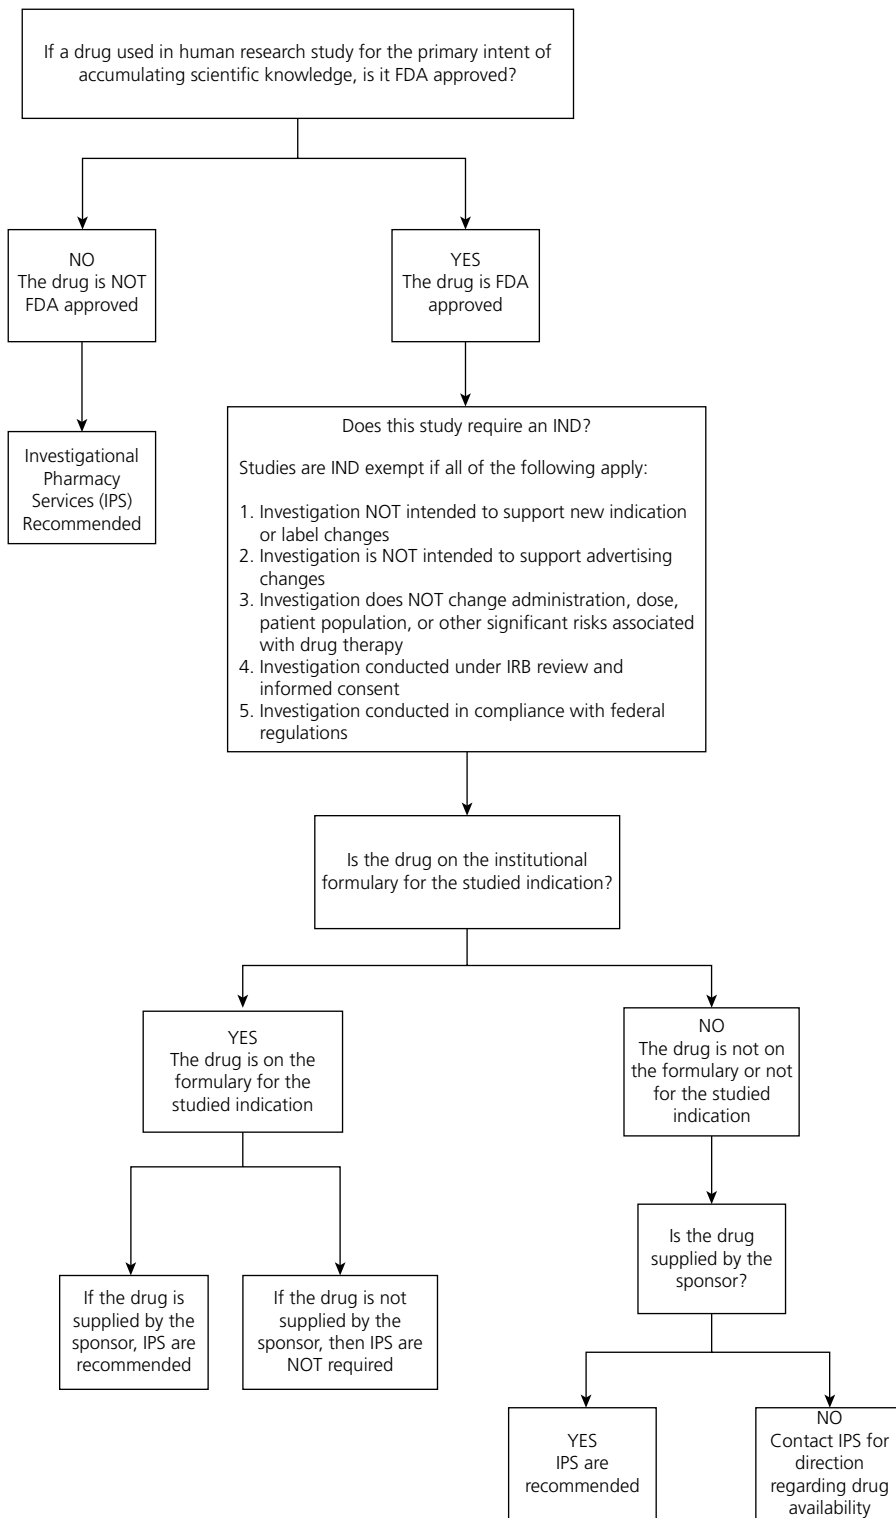 If a drug used in human research study for the primary intent of
accumulating scientific knowledge, is it FDA approved?
NO
The drug is NOT
FDA approved
YES
The drug is FDA
approved
Investigational
Pharmacy
Services (IPS)
Recommended
Does this study require an IND?
Studies are IND exempt if all of the following apply:
1. Investigation NOT intended to support new indication
or label changes
2. Investigation is NOT intended to support advertising
changes
3. Investigation does NOT change administration, dose,
patient population, or other significant risks associated
with drug therapy
4. Investigation conducted under IRB review and
informed consent
5. Investigation conducted in compliance with federal
regulations
Is the drug on the institutional
formulary for the studied indication?
YES
The drug is on the
formulary for the
studied indication
NO
The drug is not on
the formulary or not
for the studied
indication
If the drug is
supplied by the
sponsor, IPS are
recommended
If the drug is not
supplied by the
sponsor, then IPS are
NOT required
Is the drug
supplied by the
sponsor?
YES
IPS are
recommended
NO
Contact IPS for
direction
regarding drug
availability